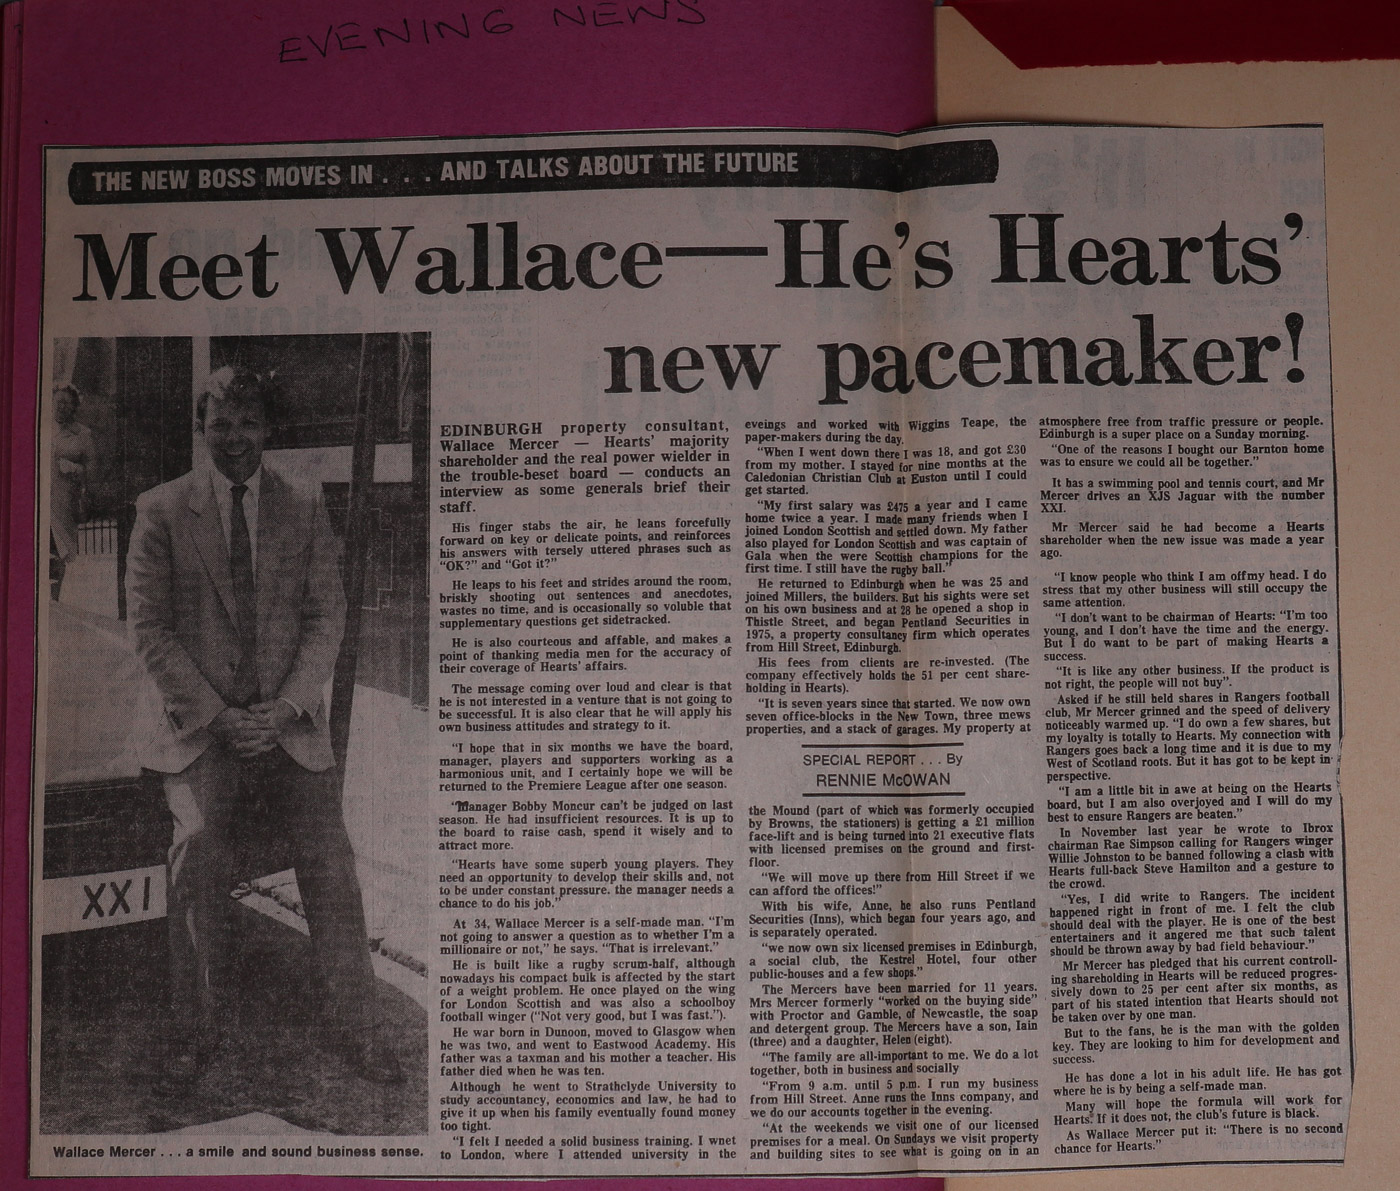 EVENING NEWS
THE NEW BOSS MOVES IN . . . AND TALKS ABOUT THE FUTURE
Meet Wallace—He's Hearts'
new pacemaker!
XXI
Wallace Mercer . . . a smile and sound business sense.
EDINBURGH property consultant,
Wallace Mercer — Hearts' majority
shareholder and the real power wielder in
the trouble-beset board — conducts an
interview as some generals brief their
staff.
His finger stabs the air, he leans forcefully
forward on key or delicate points, and reinforces
his answers with tersely uttered phrases such as
"OK?" and "Got it?"
He leaps to his feet and strides around the room,
briskly shooting out sentences and anecdotes,
wastes no time, and is occasionally so voluble that
supplementary questions get sidetracked.
He is also courteous and affable, and makes a
point of thanking media men for the accuracy of
their coverage of Hearts' affairs.
The message coming over loud and clear is that
he is not interested in a venture that is not going to
be successful. It is also clear that he will apply his
own business attitudes and strategy to it.
"I hope that in six months we have the board,
manager, players and supporters working as a
harmonious unit, and I certainly hope we will be
returned to the Premiere League after one season.
"Manager Bobby Moncur can't be judged on last
season. He had insufficient resources. It is up to
the board to raise cash, spend it wisely and to
attract more.
"Hearts have some superb young players. They
need an opportunity to develop their skills and, not
to be under constant pressure. the manager needs a
chance to do his job."
At 34, Wallace Mercer is a self-made man. "I'm
not going to answer a question as to whether I'm a
millionaire or not," he says. "That is irrelevant."
He is built like a rugby scrum-half, although
nowadays his compact bulk is affected by the start
of a weight problem. He once played on the wing
for London Scottish and was also a schoolboy
football winger ("Not very good, but I was fast.").
He war born in Dunoon, moved to Glasgow when
he was two, and went to Eastwood Academy. His
father was a taxman and his mother a teacher. His
father died when he was ten.
Although he went to Strathclyde University to
study accountancy, economics and law, he had to
give it up when his family eventually found money
too tight.
"I felt I needed a solid business training. I wnet
to London, where I attended university in the
eveings and worked with Wiggins Teape, the
paper-makers during the day.
"When I went down there I was 18, and got £30
from my mother. I stayed for nine months at the
Caledonian Christian Club at Euston until I could
get started.
"My first salary was £475 a year and I came
home twice a year. I made many friends when I
joined London Scottish and settled down. My father
also played for London Scottish and was captain of
Gala when the were Scottish champions for the
first time. I still have the rugby ball."
He returned to Edinburgh when he was 25 and
joined Millers, the builders. But his sights were set
on his own business and at 28 he opened a shop in
Thistle Street, and began Pentland Securities in
1975, a property consultancy firm which operates
from Hill Street, Edinburgh.
His fees from clients are re-invested. (The
company effectively holds the 51 per cent share-
holding in Hearts).
"It is seven years since that started. We now own
seven office-blocks in the New Town, three mews
properties, and a stack of garages. My property at
SPECIAL REPORT . . . By
RENNIE McOWAN
the Mound (part of which was formerly occupied
by Browns, the stationers) is getting a £1 million
face-lift and is being turned into 21 executive flats
with licensed premises on the ground and first-
floor.
"We will move up there from Hill Street if we
can afford the offices!"
With his wife, Anne, he also runs Pentland
Securities (Inns), which began four years ago, and
is separately operated.
"we now own six licensed premises in Edinburgh,
a social club, the Kestrel Hotel, four other
public-houses and a few shops."
The Mercers have been married for 11 years.
Mrs Mercer formerly "worked on the buying side"
with Proctor and Gamble, of Newcastle, the soap
and detergent group. The Mercers have a son, Iain
(three) and a daughter, Helen (eight).
"The family are all-important to me. We do a lot
together, both in business and socially
"From 9 a.m. until 5 p.m. I run my business
from Hill Street. Anne runs the Inns company, and
we do our accounts together in the evening.
"At the weekends we visit one of our licensed
premises for a meal. On Sundays we visit property
and building sites to see what is going on in an
atmosphere free from traffic pressure or people.
Edinburgh is a super place on a Sunday morning.
"One of the reasons I bought our Barnton home
was to ensure we could all be together."
It has a swimming pool and tennis court, and Mr
Mercer drives an XJS Jaguar with the number
XXI.
Mr Mercer said he had become a Hearts
shareholder when the new issue was made a year
ago.
"I know people who think I am offmy head. I do
stress that my other business will still occupy the
same attention.
"I don't want to be chairman of Hearts: "I'm too
young, and I don't have the time and the energy.
But I do want to be part of making Hearts a
success.
"It is like any other business. If the product is
not right, the people will not buy".
Asked if he still held shares in Rangers football
club, Mr Mercer grinned and the speed of delivery
noticeably warmed up. "I do own a few shares, but
my loyalty is totally to Hearts. My connection with
Rangers goes back a long time and it is due to my
West of Scotland roots. But it has got to be kept in
perspective.
"I am a little bit in awe at being on the Hearts
board, but I am also overjoyed and I will do my
best to ensure Rangers are beaten."
In November last year he wrote to Ibrox
chairman Rae Simpson calling for Rangers winger
Willie Johnston to be banned following a clash with
Hearts full-back Steve Hamilton and a gesture to
the crowd.
"Yes, I did write to Rangers. The incident
happened right in front of me. I felt the club
should deal with the player. He is one of the best
entertainers and it angered me that such talent
should be thrown away by bad field behaviour."
Mr Mercer has pledged that his current controll-
ing shareholding in Hearts will be reduced progres-
sively down to 25 per cent after six months, as
part of his stated intention that Hearts should not
be taken over by one man.
But to the fans, he is the man with the golden
key. They are looking to him for development and
success.
He has done a lot in his adult life. He has got
where he is by being a self-made man.
Many will hope the formula will work for
Hearts. If it does not, the club's future is black.
As Wallace Mercer put it: "There is no second
chance for Hearts."